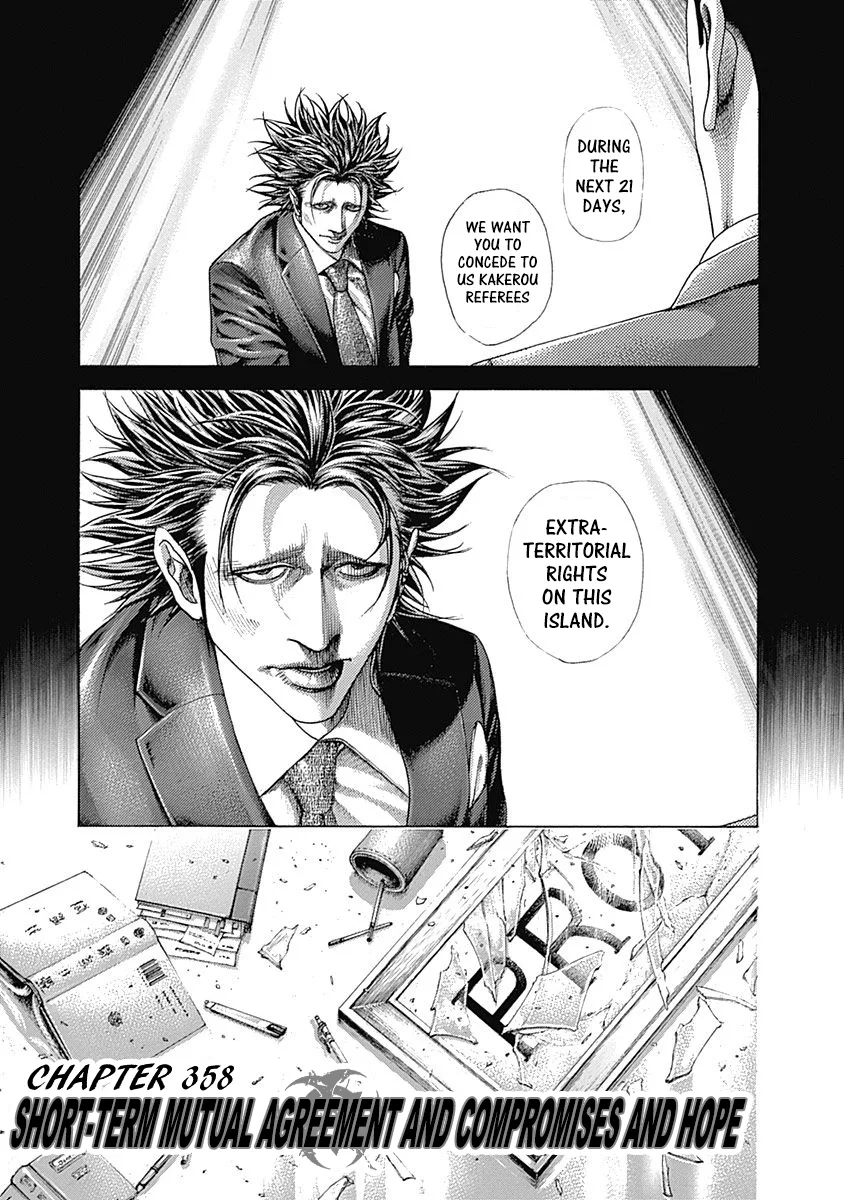 DURING
THE
NEXT 21
DAYS,
WE WANT
YOU TO
CONCEDE TO
US KAKEROU
REFEREES
EXTRA-
TERRITORIAL
RIGHTS
ON THIS
ISLAND.
PRO
CHAPTER 358
SHORT-TERM MUTUAL AGREEMENT AND COMPROMISES AND HOPE